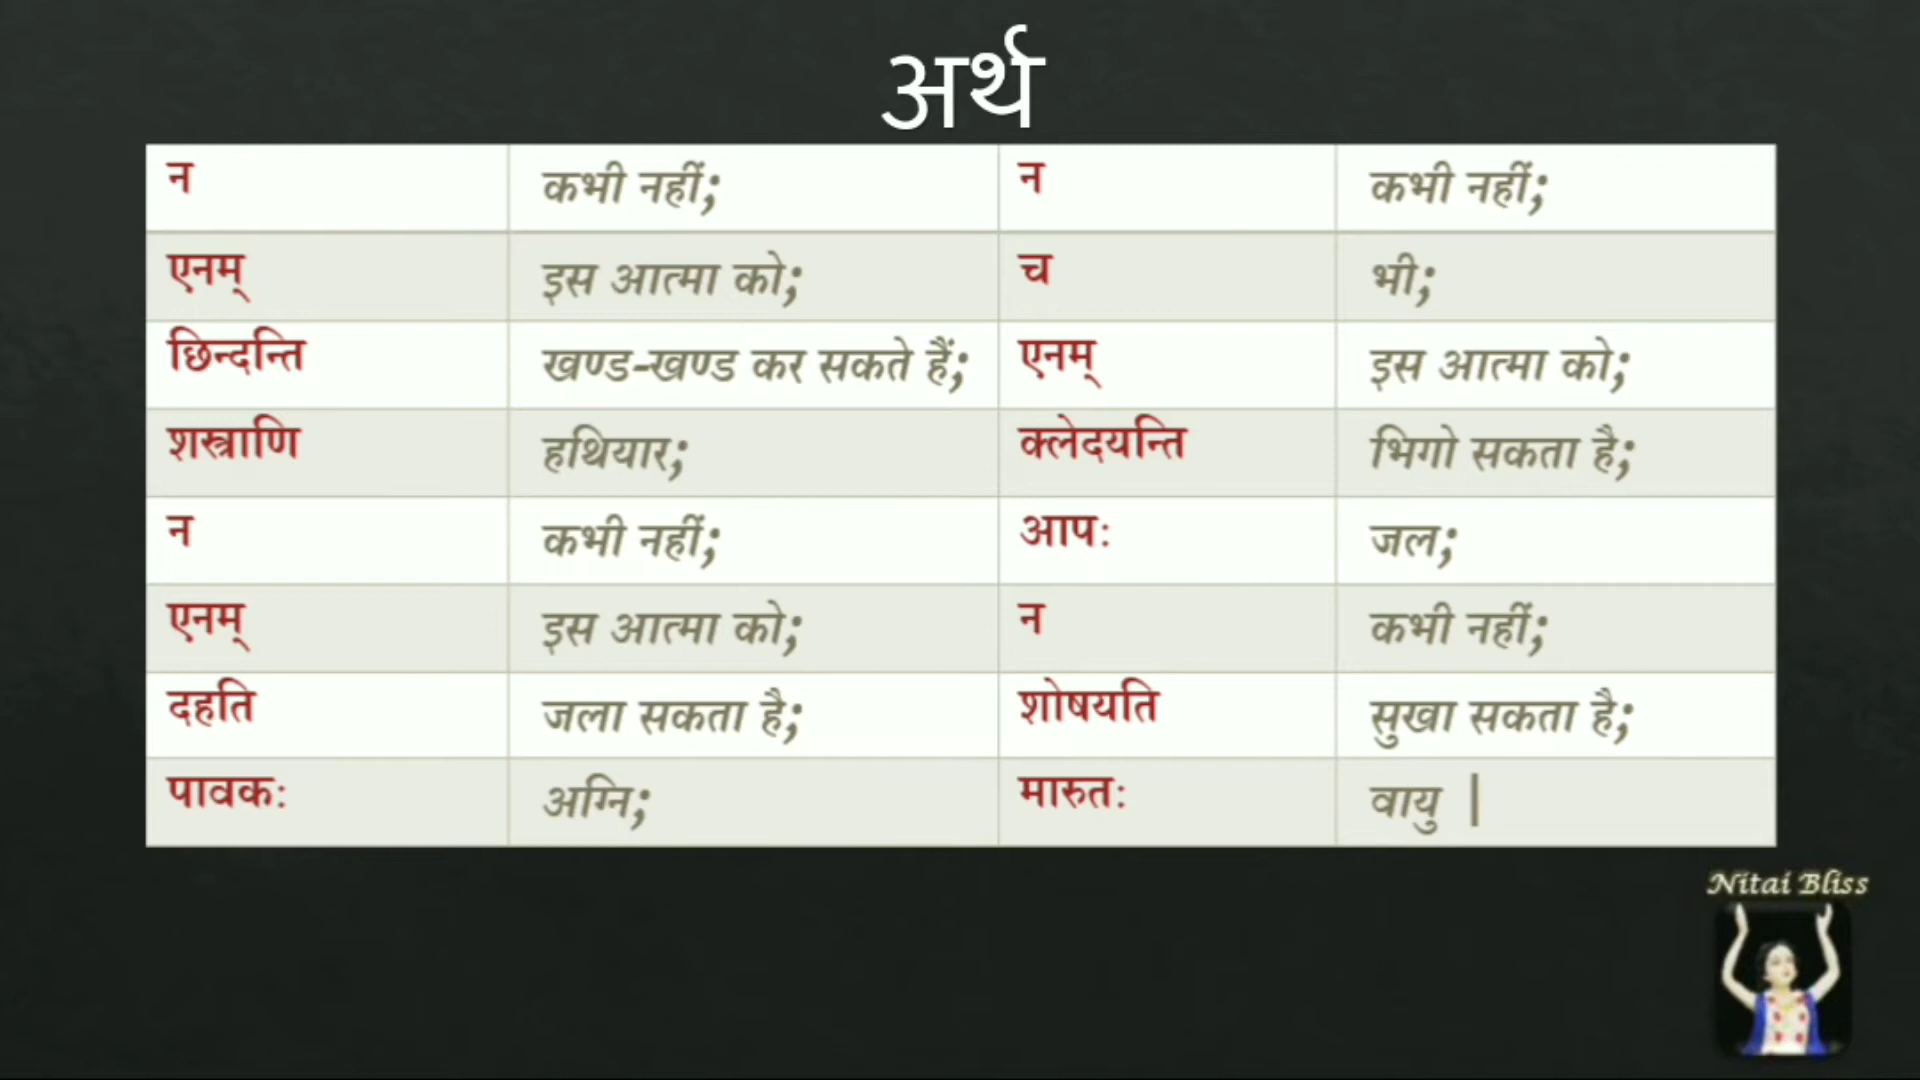 अर्थ
न कभी नहीं; न कभी नहीं;
एनम् इस आत्मा को; च भी;
छिन्दन्ति खण्ड-खण्ड कर सकते हैं; एनम् इस आत्मा को;
शस्त्राणि हथियार; क्लेदयन्ति भिगो सकता है;
न कभी नहीं; आपः जल;
एनम् इस आत्मा को; न कभी नहीं;
दहति जला सकता है; शोषयति सुखा सकता है;
पावकः अग्नि; मारुतः वायु |
Nitai Bliss